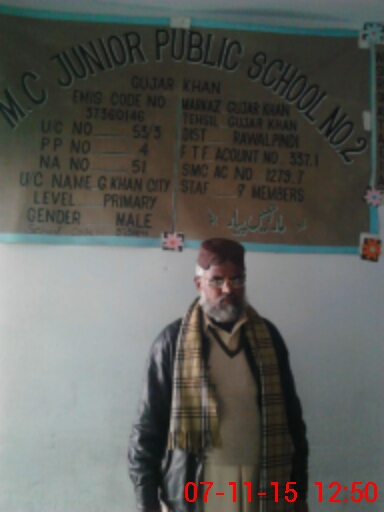 M.C JUNIOR PUBLIC SCHOOL NO.2
GUJAR KHAN
EMIS CODE NO
37360146
U/C NO 53/3
P P NO 4
NA NO 51
U/C NAME G.KHAN CITY
LEVEL PRIMARY
GENDER MALE
MARKAZ GUJAR KHAN
TEHSIL GUJAR KHAN
DIST RAWALPINDI
F T F ACOUNT NO. 332.1
SMC AC NO 1279.7
STAF 7 MEMBERS
07-11-15 12:50